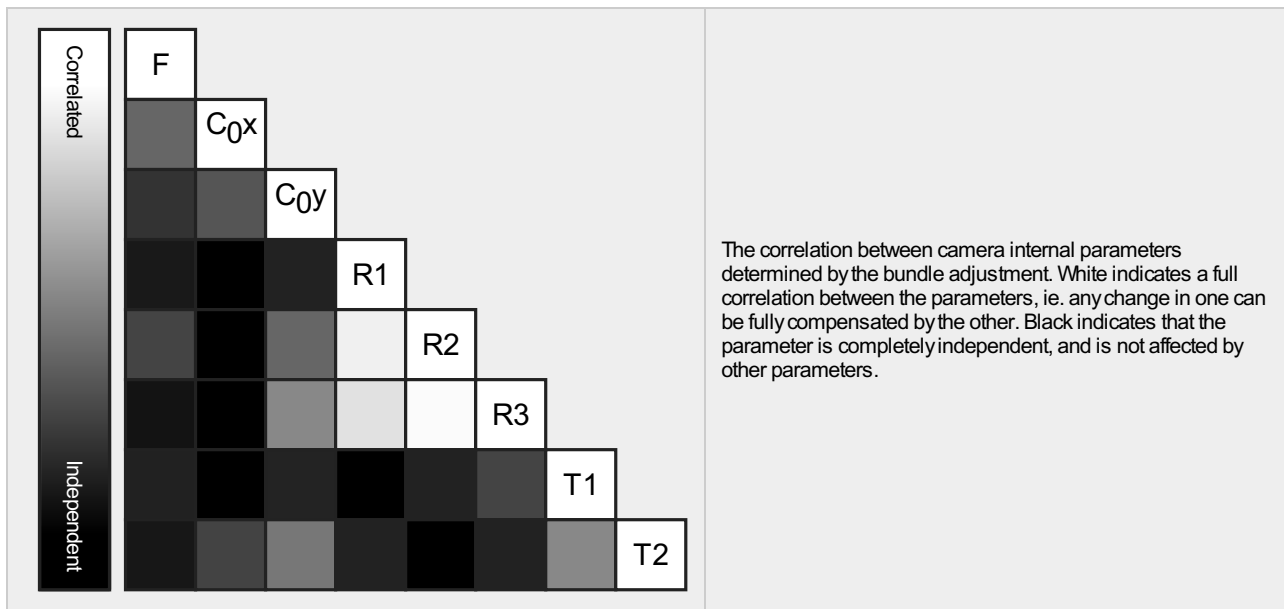 Correlated
Independent
F
C0x
C0y
R1
R2
R3
T1
T2
The correlation between camera internal parameters
determined by the bundle adjustment. White indicates a full
correlation between the parameters, ie. any change in one can
be fully compensated by the other. Black indicates that the
parameter is completely independent, and is not affected by
other parameters.